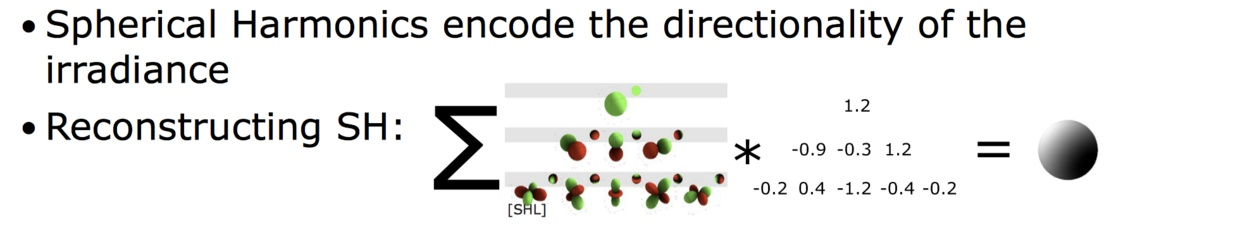 • Spherical Harmonics encode the directionality of the
irradiance
• Reconstructing SH:
∑ * =
1.2
-0.9 -0.3 1.2
-0.2 0.4 -1.2 -0.4 -0.2
[SHL]